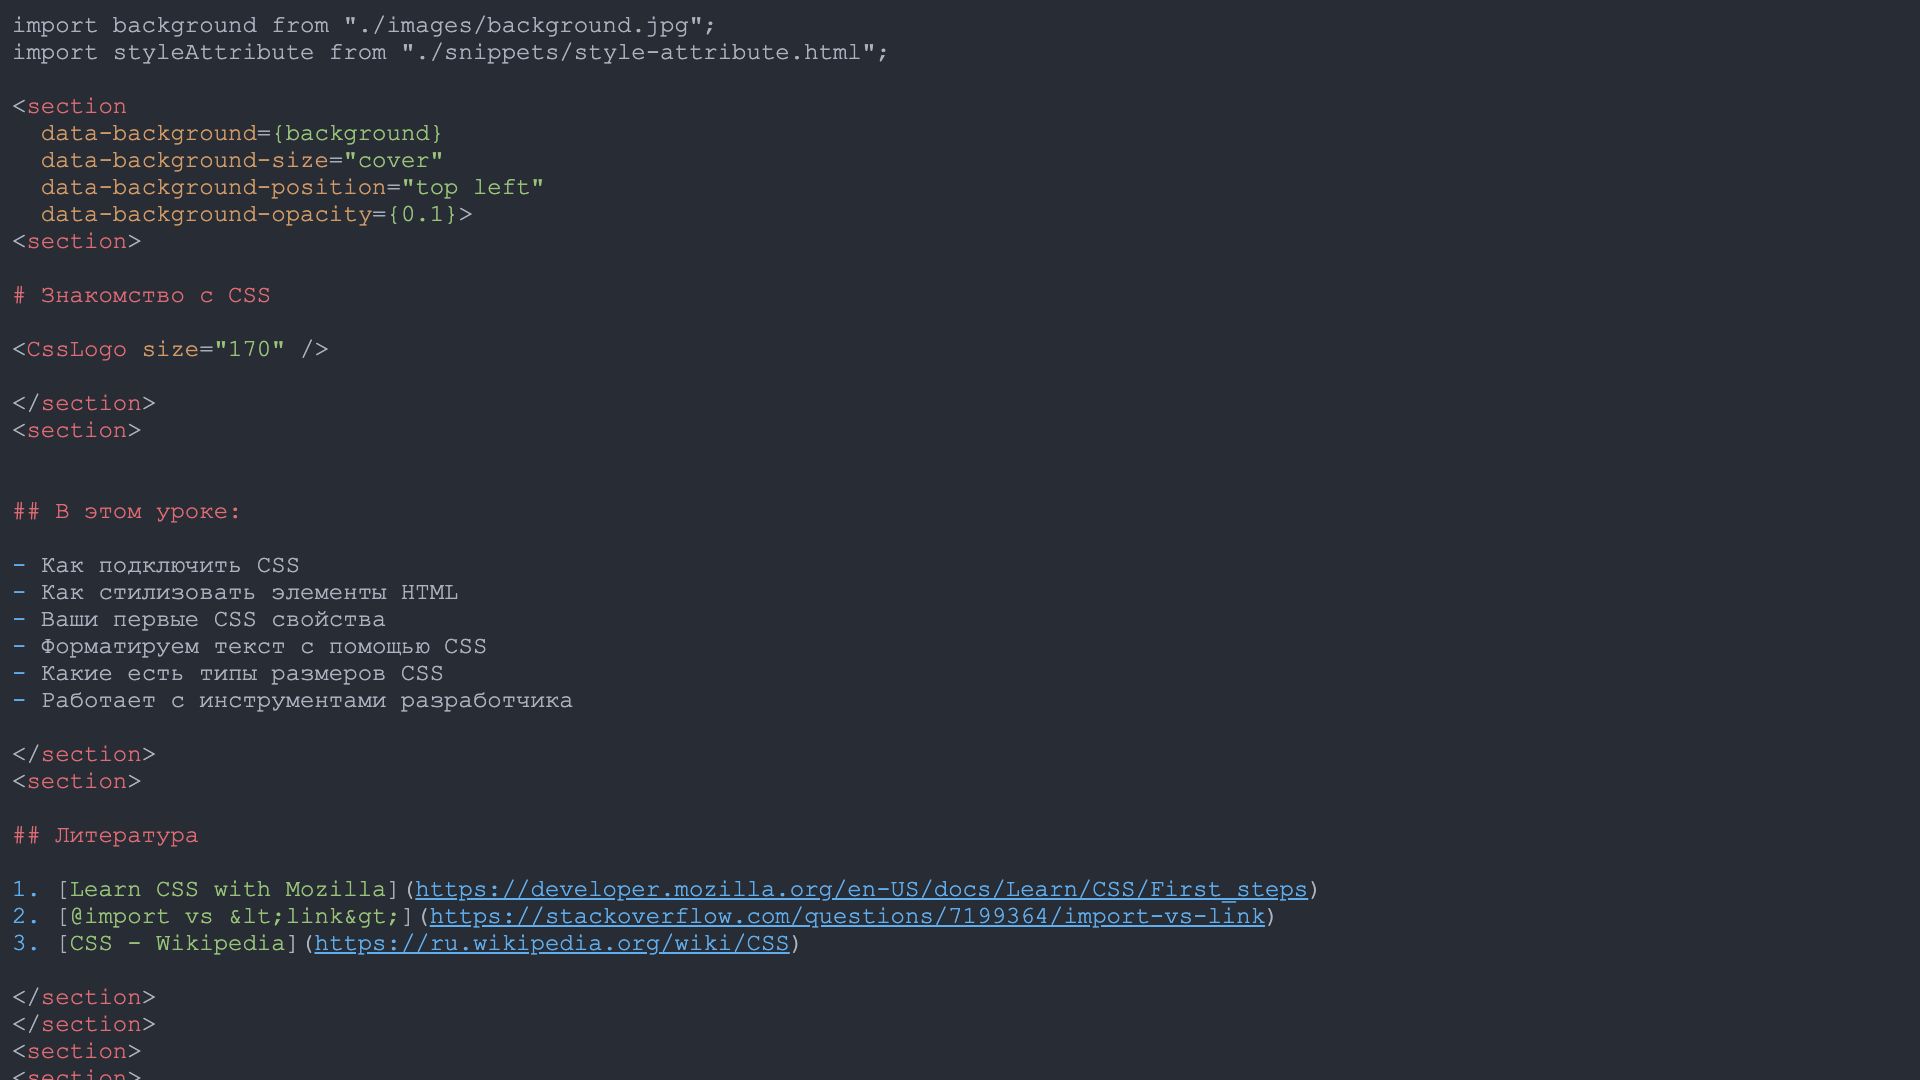 import background from "./images/background.jpg";
import styleAttribute from "./snippets/style-attribute.html";
<section
data-background={background}
data-background-size="cover"
data-background-position="top left"
data-background-opacity={0.1}>
<section>
# Знакомство с CSS
<CssLogo size="170" />
</section>
<section>
## В этом уроке:
- Как подключить CSS
- Как стилизовать элементы HTML
- Ваши первые CSS свойства
- Форматируем текст с помощью CSS
- Какие есть типы размеров CSS
- Работает с инструментами разработчика
</section>
<section>
## Литература
1. [Learn CSS with Mozilla](https://developer.mozilla.org/en-US/docs/Learn/CSS/First_steps)
2. [@import vs &lt;link&gt;](https://stackoverflow.com/questions/7199364/import-vs-link)
3. [CSS - Wikipedia](https://ru.wikipedia.org/wiki/CSS)
</section>
</section>
<section>
<section>